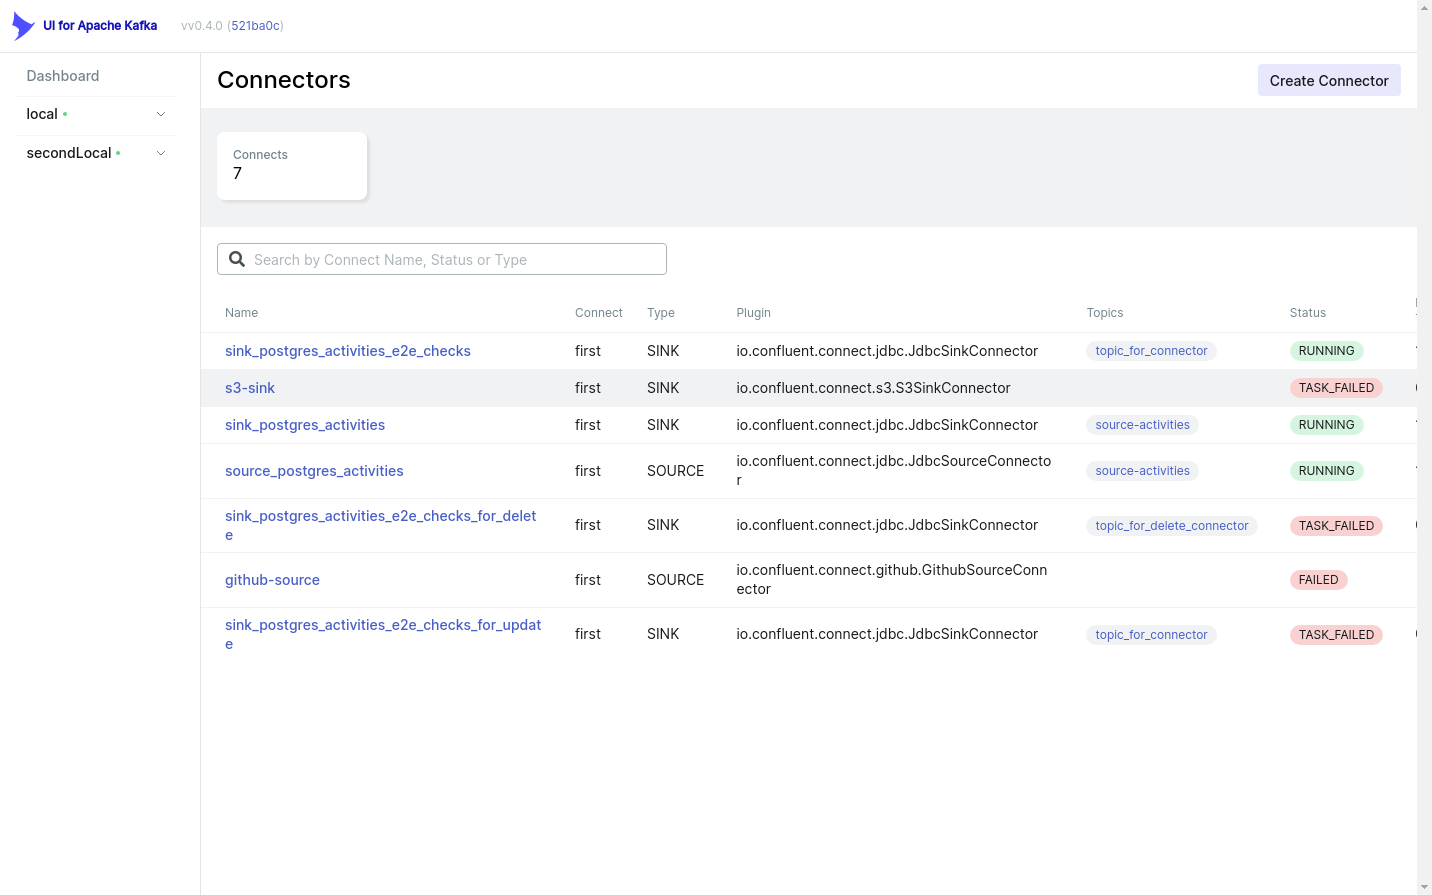 UI for Apache Kafka vv0.4.0 (521ba0c)
Dashboard
local
secondLocal
Connectors
Create Connector
Connects
7
Search by Connect Name, Status or Type
Name Connect Type Plugin Topics Status
sink_postgres_activities_e2e_checks first SINK io.confluent.connect.jdbc.JdbcSinkConnector topic_for_connector RUNNING
s3-sink first SINK io.confluent.connect.s3.S3SinkConnector TASK_FAILED
sink_postgres_activities first SINK io.confluent.connect.jdbc.JdbcSinkConnector source-activities RUNNING
source_postgres_activities first SOURCE io.confluent.connect.jdbc.JdbcSourceConnecto
r source-activities RUNNING
sink_postgres_activities_e2e_checks_for_delet
e first SINK io.confluent.connect.jdbc.JdbcSinkConnector topic_for_delete_connector TASK_FAILED
github-source first SOURCE io.confluent.connect.github.GithubSourceConn
ector FAILED
sink_postgres_activities_e2e_checks_for_updat
e first SINK io.confluent.connect.jdbc.JdbcSinkConnector topic_for_connector TASK_FAILED